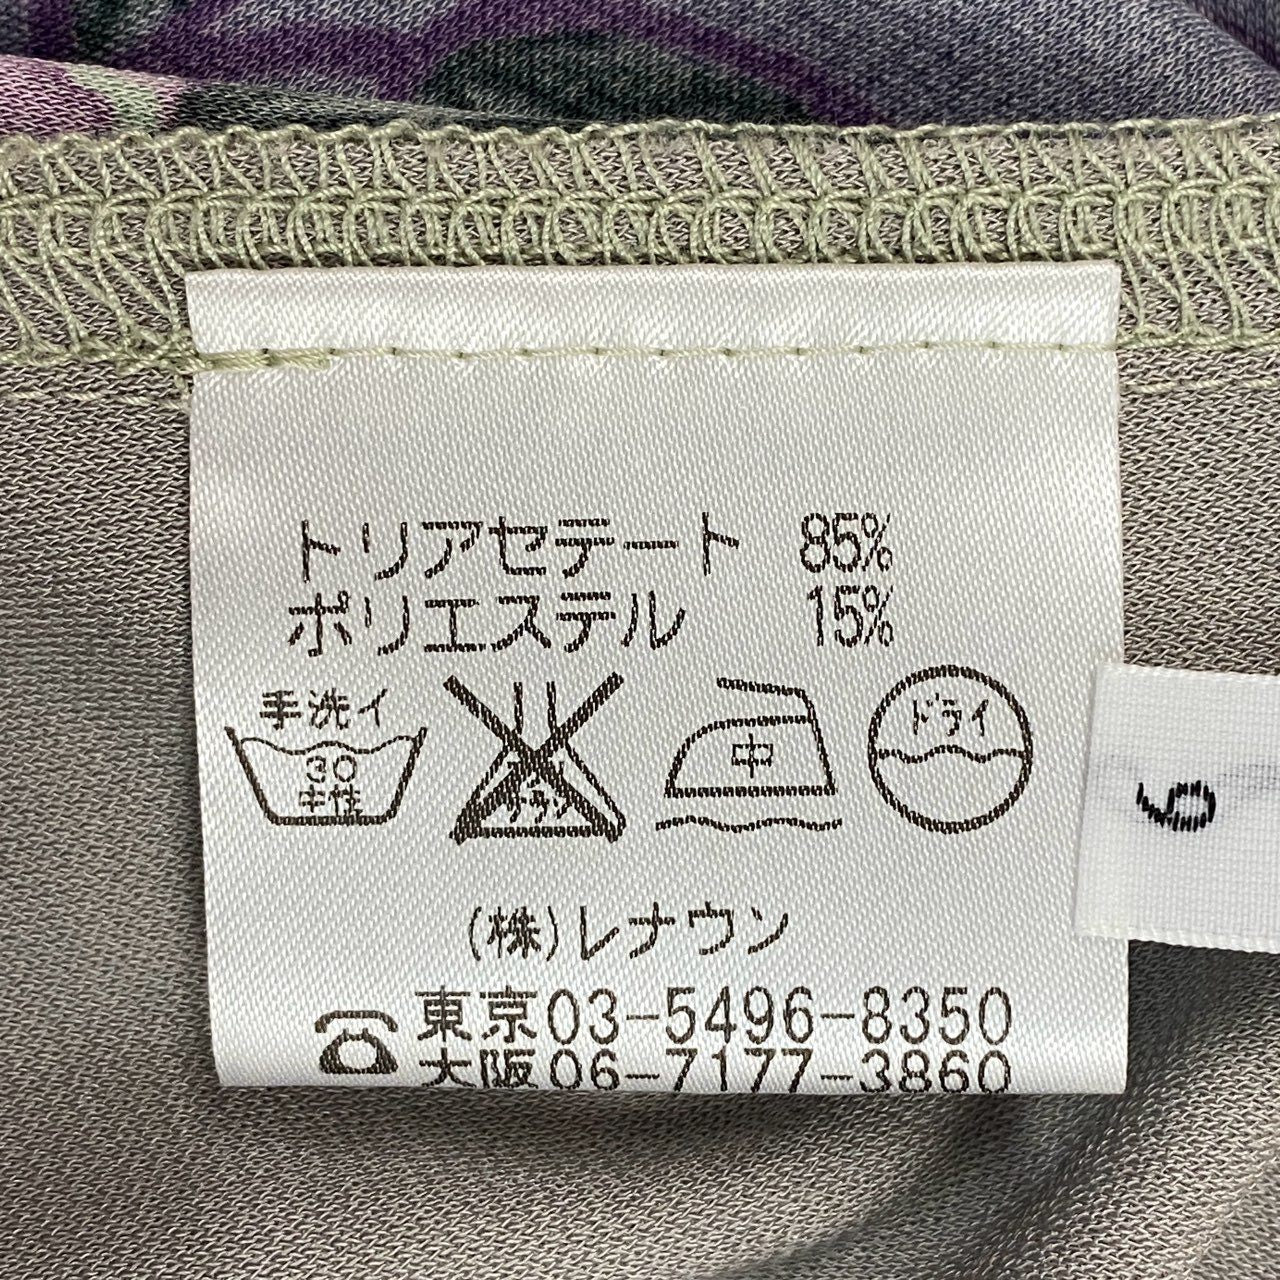 トリアセテート 85%
ポリエステル 15%
手洗イ
30
中性
中
ドライ
(株)レナウン
東京03-5496-8350
大阪06-7177-3860